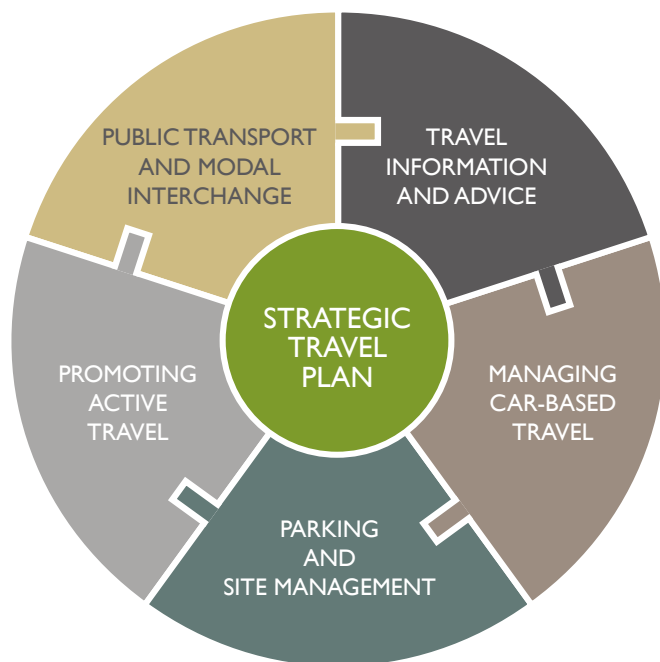 PUBLIC TRANSPORT
AND MODAL
INTERCHANGE
TRAVEL
INFORMATION
AND ADVICE
STRATEGIC
TRAVEL
PLAN
PROMOTING
ACTIVE
TRAVEL
MANAGING
CAR-BASED
TRAVEL
PARKING
AND
SITE MANAGEMENT